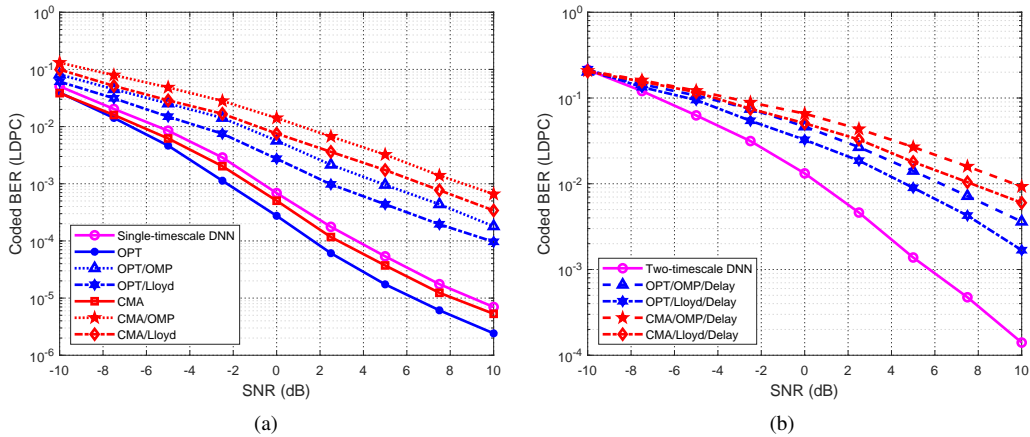 10^0
10^-1
10^-2
10^-3
10^-4
10^-5
10^-6
Coded BER (LDPC)
Single-timescale DNN
OPT
OPT/OMP
OPT/Lloyd
CMA
CMA/OMP
CMA/Lloyd
-10 -8 -6 -4 -2 0 2 4 6 8 10
SNR (dB)
(a)
10^0
10^-1
10^-2
10^-3
10^-4
Coded BER (LDPC)
Two-timescale DNN
OPT/OMP/Delay
OPT/Lloyd/Delay
CMA/OMP/Delay
CMA/Lloyd/Delay
-10 -8 -6 -4 -2 0 2 4 6 8 10
SNR (dB)
(b)